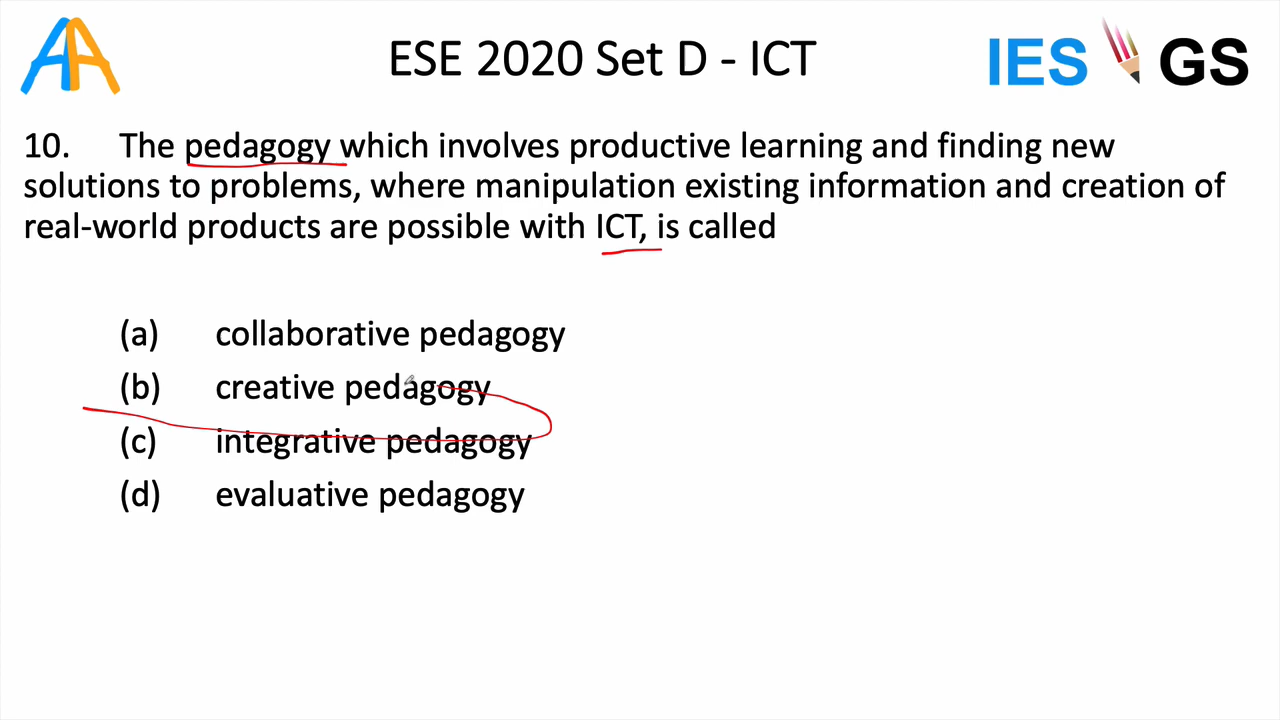 AA
ESE 2020 Set D - ICT
IES GS
10. The pedagogy which involves productive learning and finding new
solutions to problems, where manipulation existing information and creation of
real-world products are possible with ICT, is called
(a) collaborative pedagogy
(b) creative pedagogy
(c) integrative pedagogy
(d) evaluative pedagogy